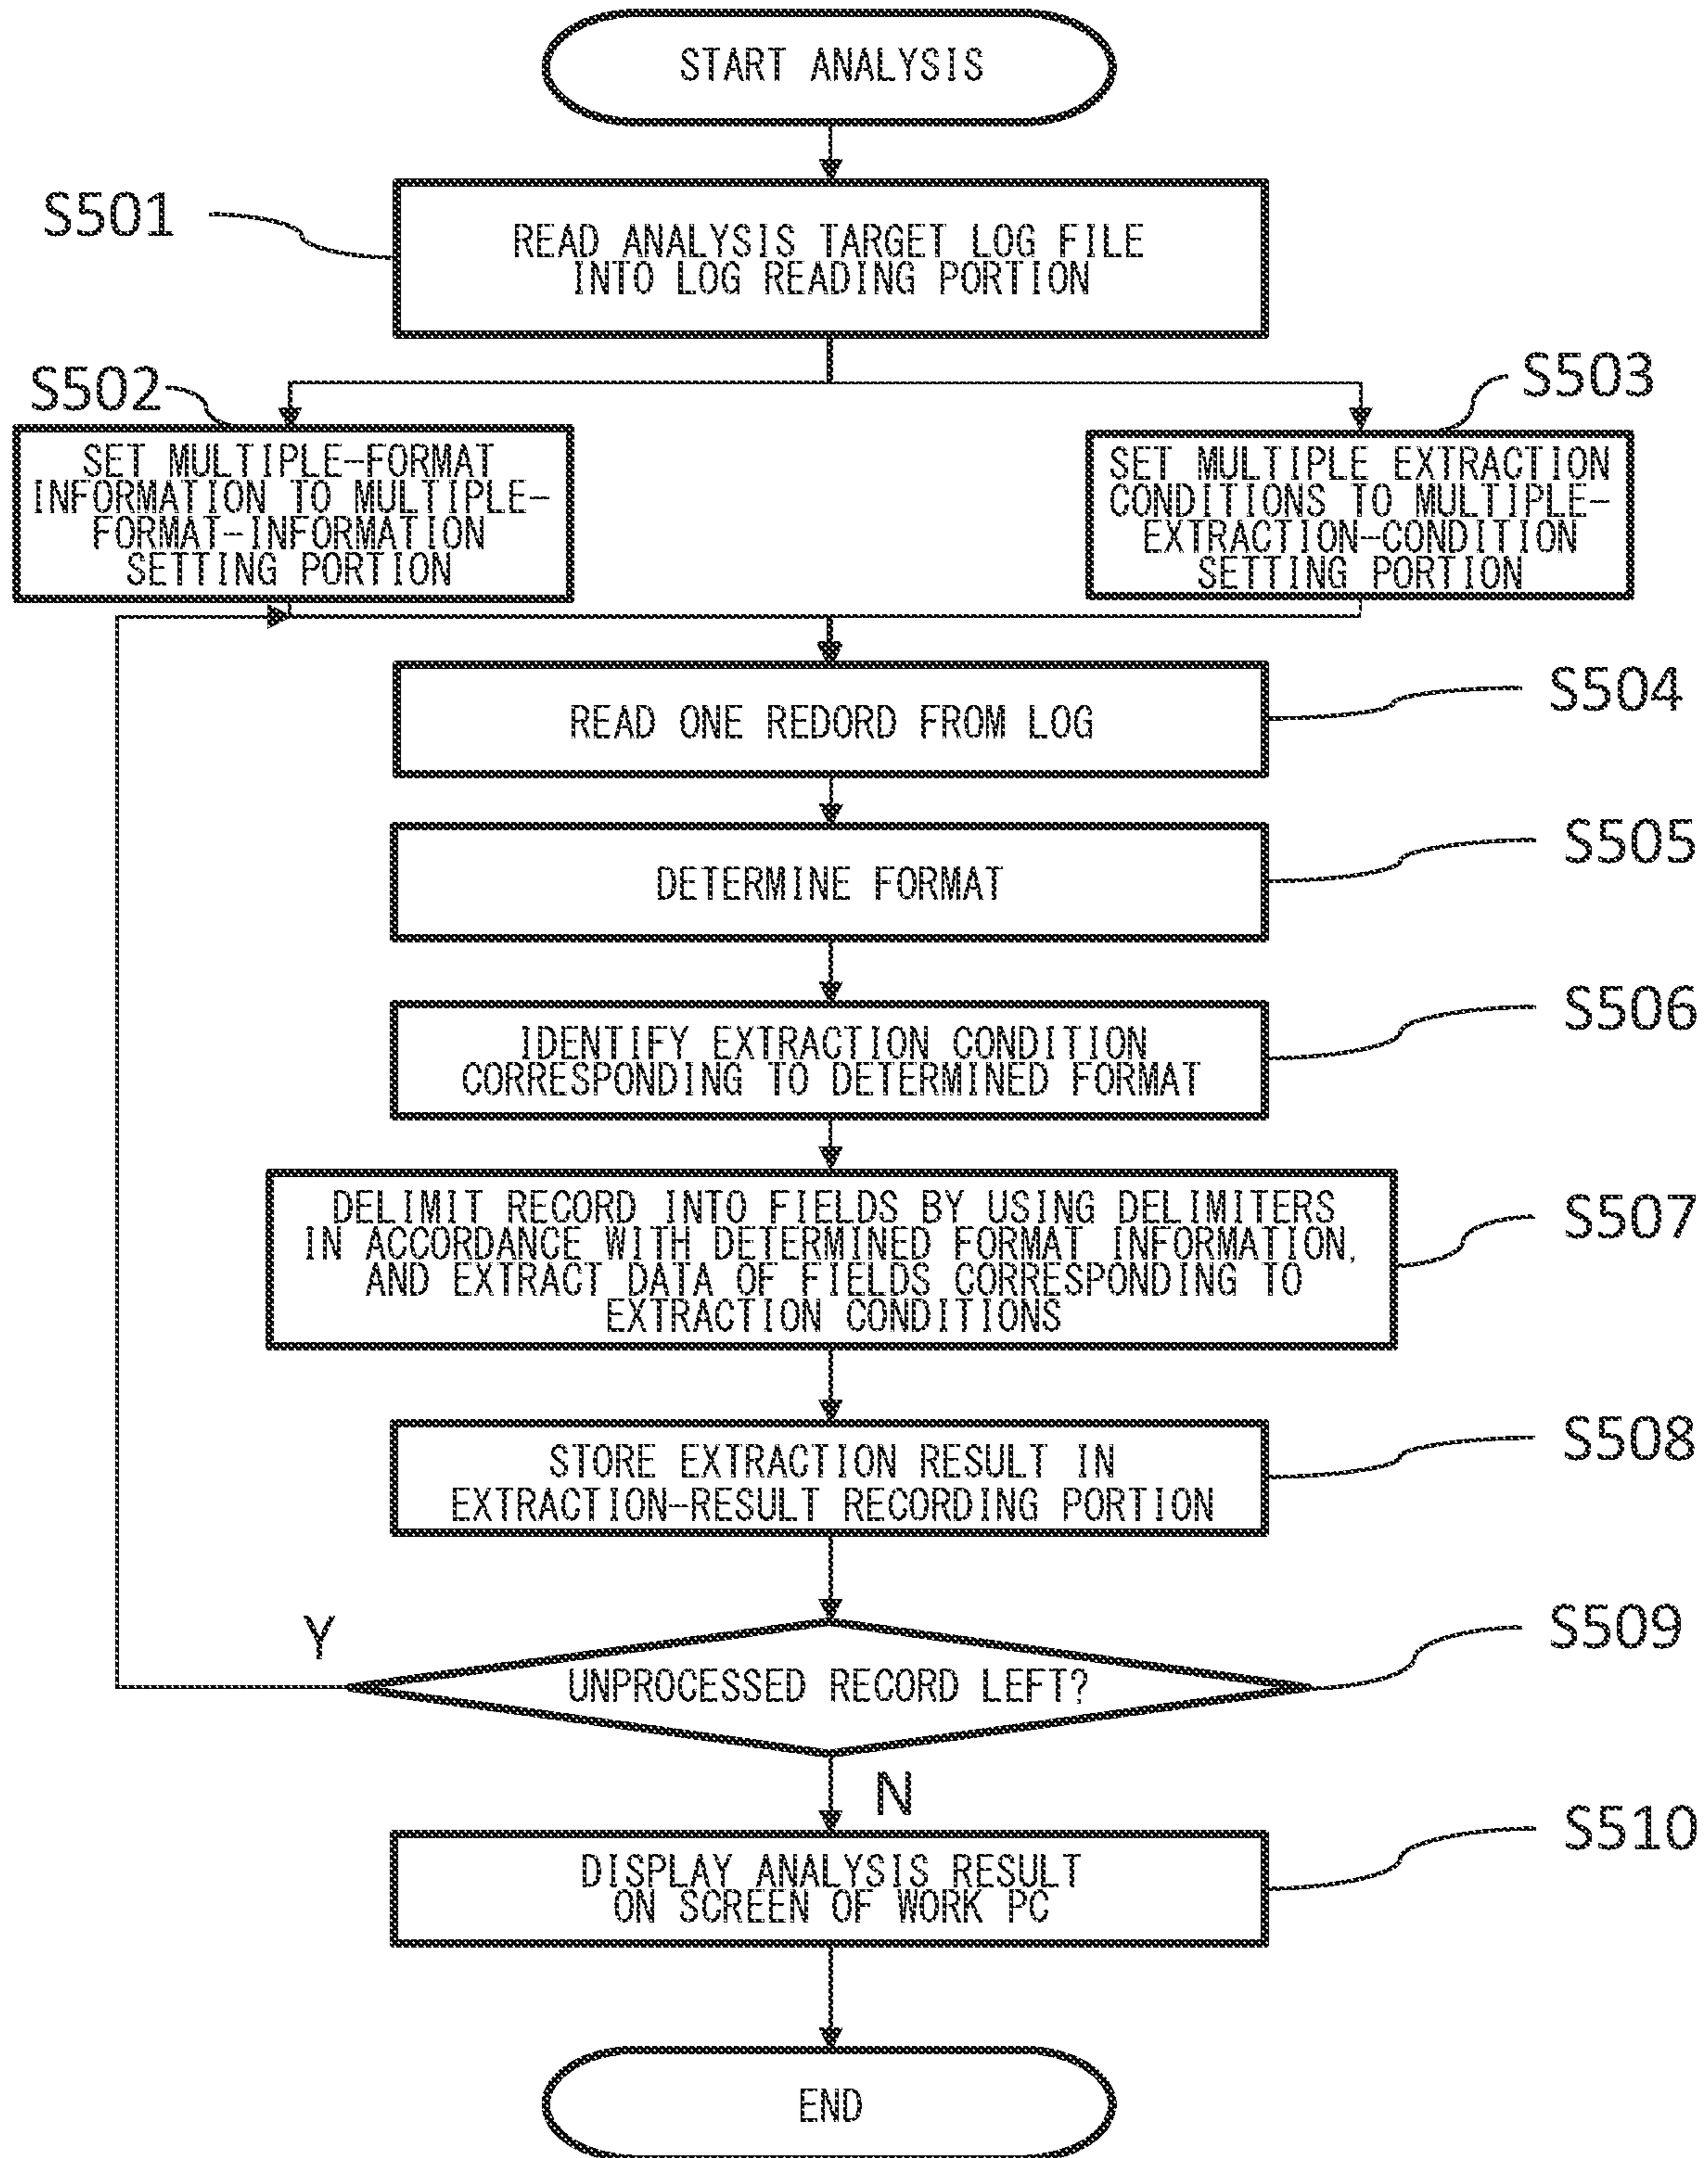 START ANALYSIS
S501
READ ANALYSIS TARGET LOG FILE
INTO LOG READING PORTION
S502
SET MULTIPLE-FORMAT
INFORMATION TO MULTIPLE-
FORMAT-INFORMATION
SETTING PORTION
S503
SET MULTIPLE EXTRACTION
CONDITIONS TO MULTIPLE-
EXTRACTION-CONDITION
SETTING PORTION
S504
READ ONE REDORD FROM LOG
S505
DETERMINE FORMAT
S506
IDENTIFY EXTRACTION CONDITION
CORRESPONDING TO DETERMINED FORMAT
S507
DELIMIT RECORD INTO FIELDS BY USING DELIMITERS
IN ACCORDANCE WITH DETERMINED FORMAT INFORMATION,
AND EXTRACT DATA OF FIELDS CORRESPONDING TO
EXTRACTION CONDITIONS
S508
STORE EXTRACTION RESULT IN
EXTRACTION-RESULT RECORDING PORTION
S509
Y
UNPROCESSED RECORD LEFT?
N
S510
DISPLAY ANALYSIS RESULT
ON SCREEN OF WORK PC
END